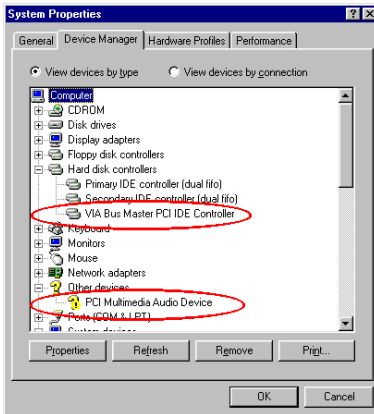 System Properties
General Device Manager Hardware Profiles Performance
View devices by type View devices by connection
Computer
CDROM
Disk drives
Display adapters
Floppy disk controllers
Hard disk controllers
Primary IDE controller (dual fifo)
Secondary IDE controller (dual fifo)
VIA Bus Master PCI IDE Controller
Keyboard
Monitors
Mouse
Network adapters
Other devices
PCI Multimedia Audio Device
Ports (COM & LPT)
System devices
Properties Refresh Remove Print...
OK Cancel